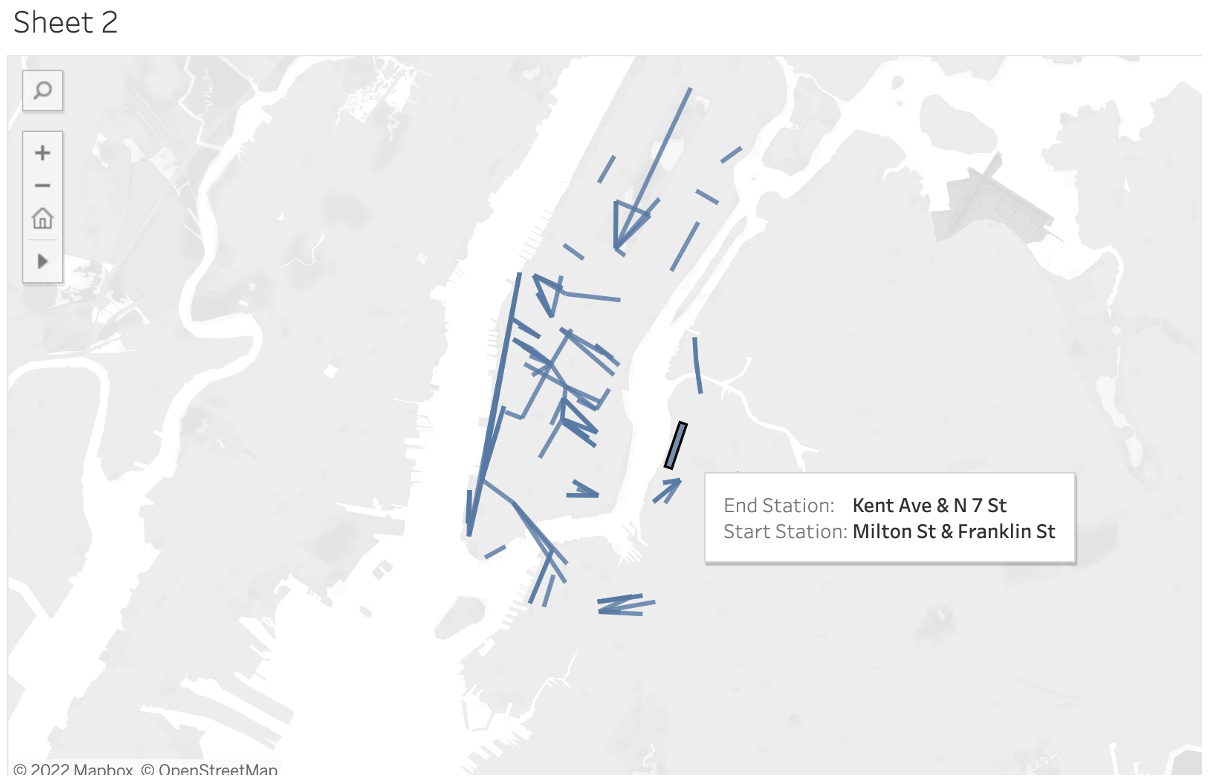 Sheet 2
End Station: Kent Ave & N 7 St
Start Station: Milton St & Franklin St
© 2022 Mapbox © OpenStreetMap